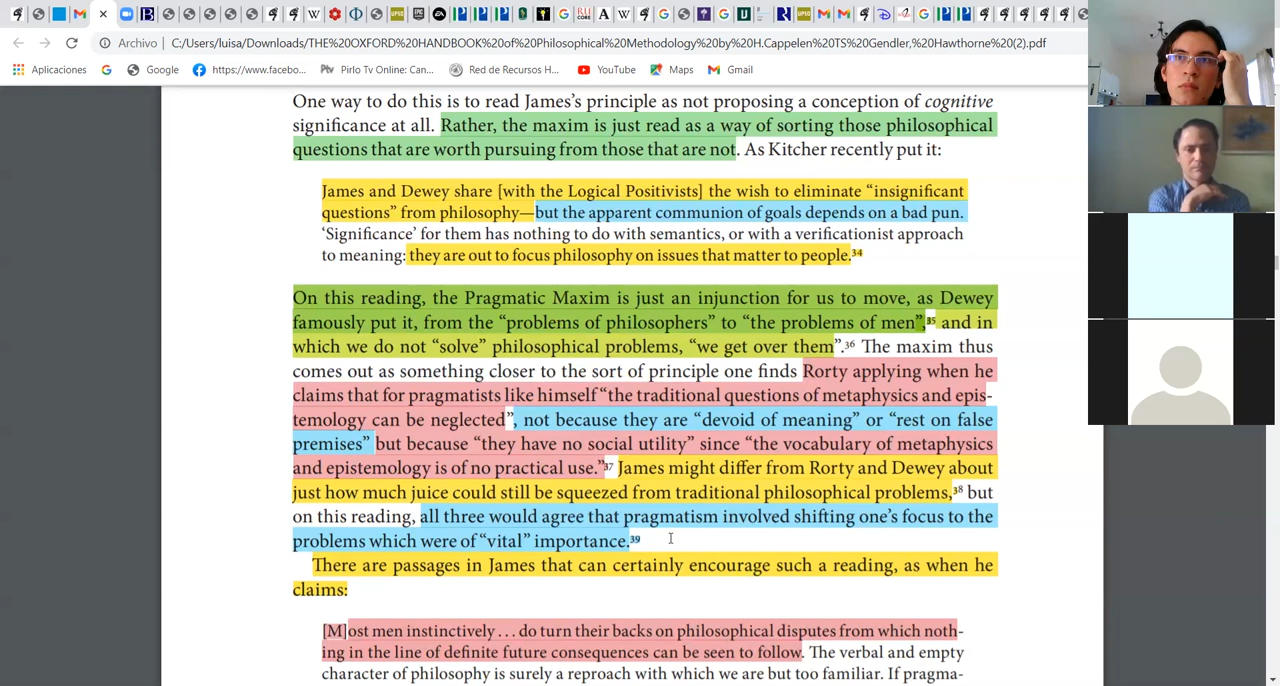 Archivo | C:/Users/luisa/Downloads/THE%20OXFORD%20HANDBOOK%20of%20Philosophical%20Methodology%20by%20H.Cappelen%20TS%20Gendler,%20Hawthorne%20(2).pdf
Aplicaciones Google https://www.facebo... Pirlo Tv Online: Can... Red de Recursos H... YouTube Maps Gmail
One way to do this is to read James's principle as not proposing a conception of cognitive
significance at all. Rather, the maxim is just read as a way of sorting those philosophical
questions that are worth pursuing from those that are not. As Kitcher recently put it:
James and Dewey share [with the Logical Positivists] the wish to eliminate “insignificant
questions” from philosophy—but the apparent communion of goals depends on a bad pun.
‘Significance’ for them has nothing to do with semantics, or with a verificationist approach
to meaning: they are out to focus philosophy on issues that matter to people.34
On this reading, the Pragmatic Maxim is just an injunction for us to move, as Dewey
famously put it, from the “problems of philosophers” to “the problems of men”,35 and in
which we do not “solve” philosophical problems, “we get over them”.36 The maxim thus
comes out as something closer to the sort of principle one finds Rorty applying when he
claims that for pragmatists like himself “the traditional questions of metaphysics and epis-
temology can be neglected”, not because they are “devoid of meaning” or “rest on false
premises” but because “they have no social utility” since “the vocabulary of metaphysics
and epistemology is of no practical use.”37 James might differ from Rorty and Dewey about
just how much juice could still be squeezed from traditional philosophical problems,38 but
on this reading, all three would agree that pragmatism involved shifting one's focus to the
problems which were of “vital” importance.39
There are passages in James that can certainly encourage such a reading, as when he
claims:
[M]ost men instinctively . . . do turn their backs on philosophical disputes from which noth-
ing in the line of definite future consequences can be seen to follow. The verbal and empty
character of philosophy is surely a reproach with which we are but too familiar. If pragma-